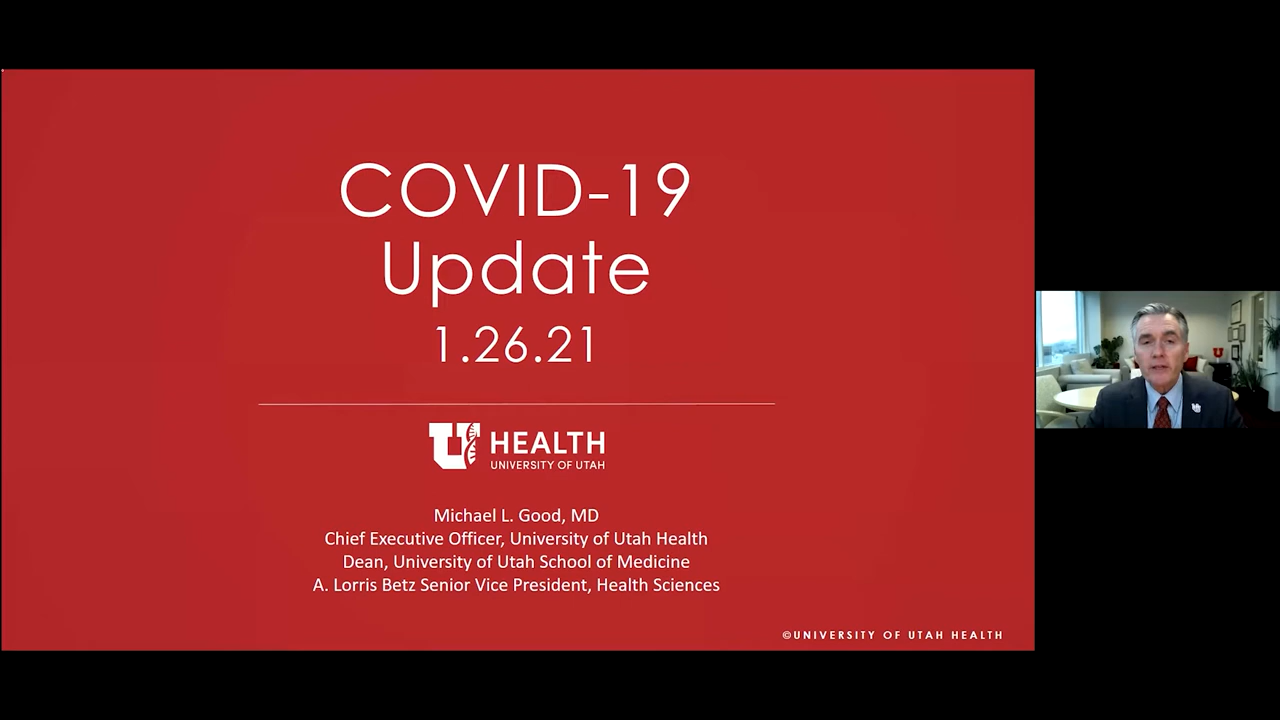 COVID-19
Update
1.26.21
U HEALTH
UNIVERSITY OF UTAH
Michael L. Good, MD
Chief Executive Officer, University of Utah Health
Dean, University of Utah School of Medicine
A. Lorris Betz Senior Vice President, Health Sciences
©UNIVERSITY OF UTAH HEALTH